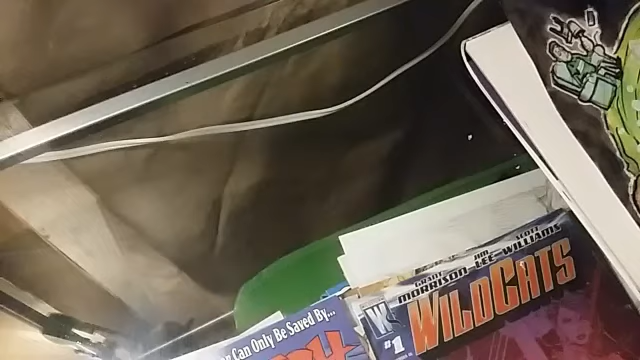 GRANT JIM SCOTT
MORRISON-LEE-WILLIAMS
WILDCATS
W
#1
Can Only Be Saved By...